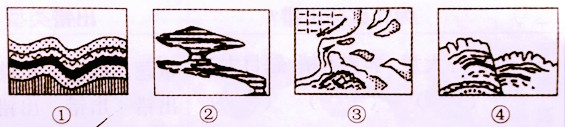 ① ② ③ ④